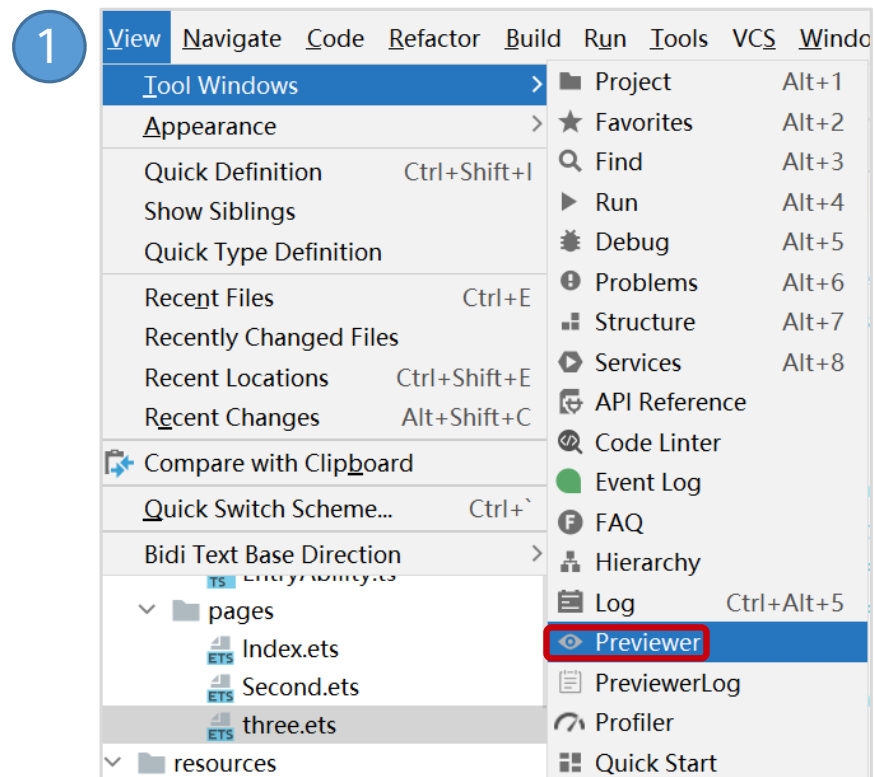 1
View Navigate Code Refactor Build Run Tools VCS Windo
Tool Windows
Appearance
Quick Definition Ctrl+Shift+I
Show Siblings
Quick Type Definition
Recent Files Ctrl+E
Recently Changed Files
Recent Locations Ctrl+Shift+E
Recent Changes Alt+Shift+C
Compare with Clipboard
Quick Switch Scheme... Ctrl+`
Bidi Text Base Direction
TS EntryAbility.ts
pages
ETS Index.ets
ETS Second.ets
ETS three.ets
resources
Project Alt+1
Favorites Alt+2
Find Alt+3
Run Alt+4
Debug Alt+5
Problems Alt+6
Structure Alt+7
Services Alt+8
API Reference
Code Linter
Event Log
FAQ
Hierarchy
Log Ctrl+Alt+5
Previewer
PreviewerLog
Profiler
Quick Start